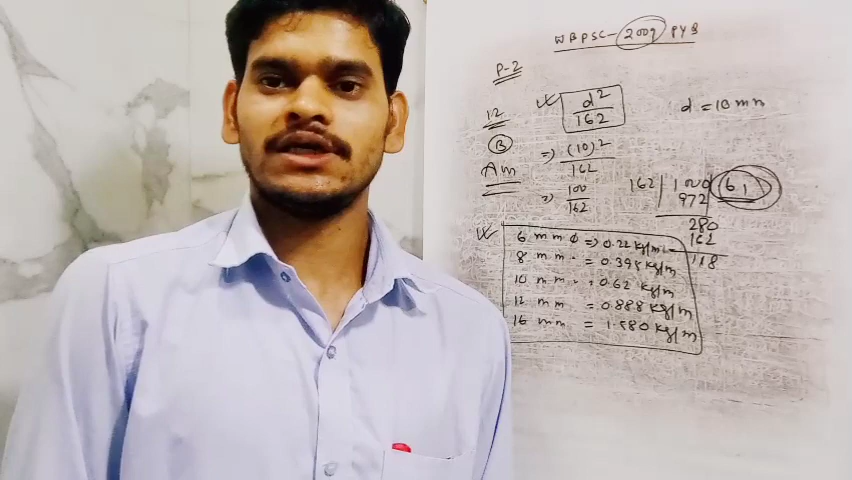 WBPSC - 2009 PYQ
P-2
12
d²/162
d = 10 mm
B
Ans
=> (10)²/162
=> 100/162
162 | 1000 | 6 1
972
280
162
118
6 mm ϕ => 0.22 kg/m
8 mm = 0.395 kg/m
10 mm = 0.62 kg/m
12 mm = 0.888 kg/m
16 mm = 1.580 kg/m